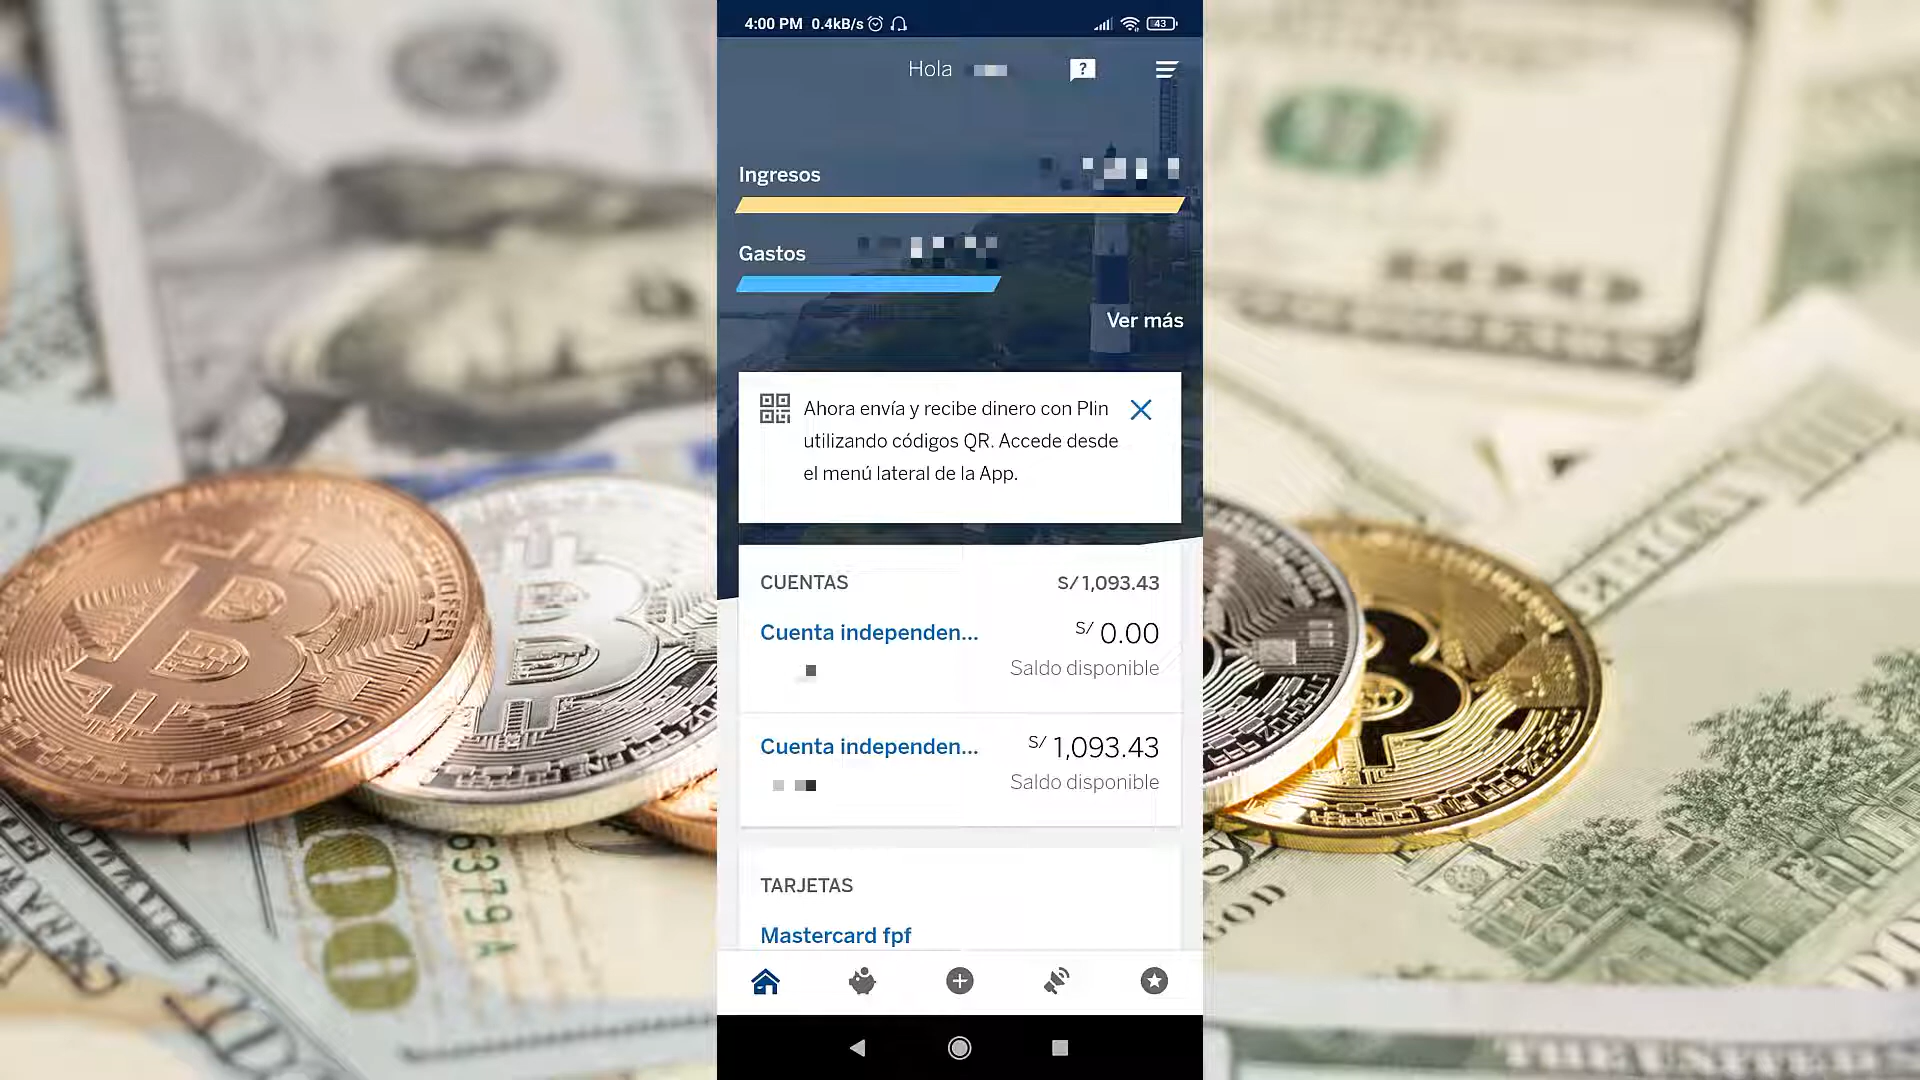 4:00 PM 0.4kB/s
43
Hola
?
Ingresos
Gastos
Ver más
Ahora envía y recibe dinero con Plin
utilizando códigos QR. Accede desde
el menú lateral de la App.
CUENTAS S/1,093.43
Cuenta independen... S/ 0.00
Saldo disponible
Cuenta independen... S/ 1,093.43
Saldo disponible
TARJETAS
Mastercard fpf